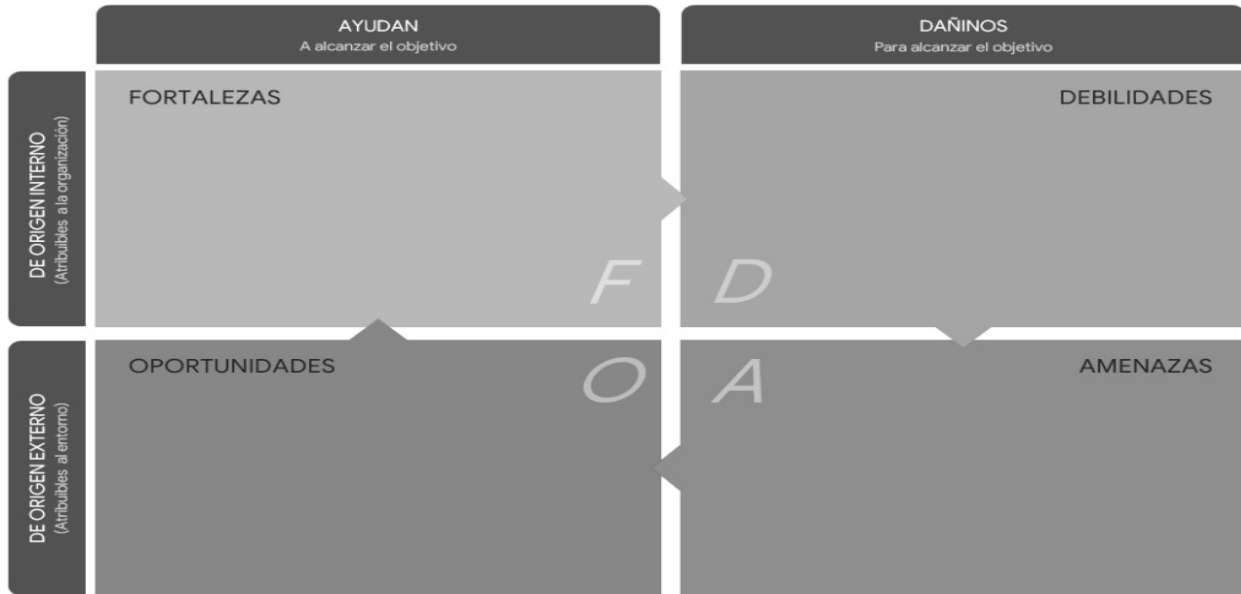 AYUDAN
A alcanzar el objetivo
DAÑINOS
Para alcanzar el objetivo
DE ORIGEN INTERNO
(Atribuibles a la organización)
FORTALEZAS
DEBILIDADES
F
D
DE ORIGEN EXTERNO
(Atribuibles al entorno)
OPORTUNIDADES
O
A
AMENAZAS